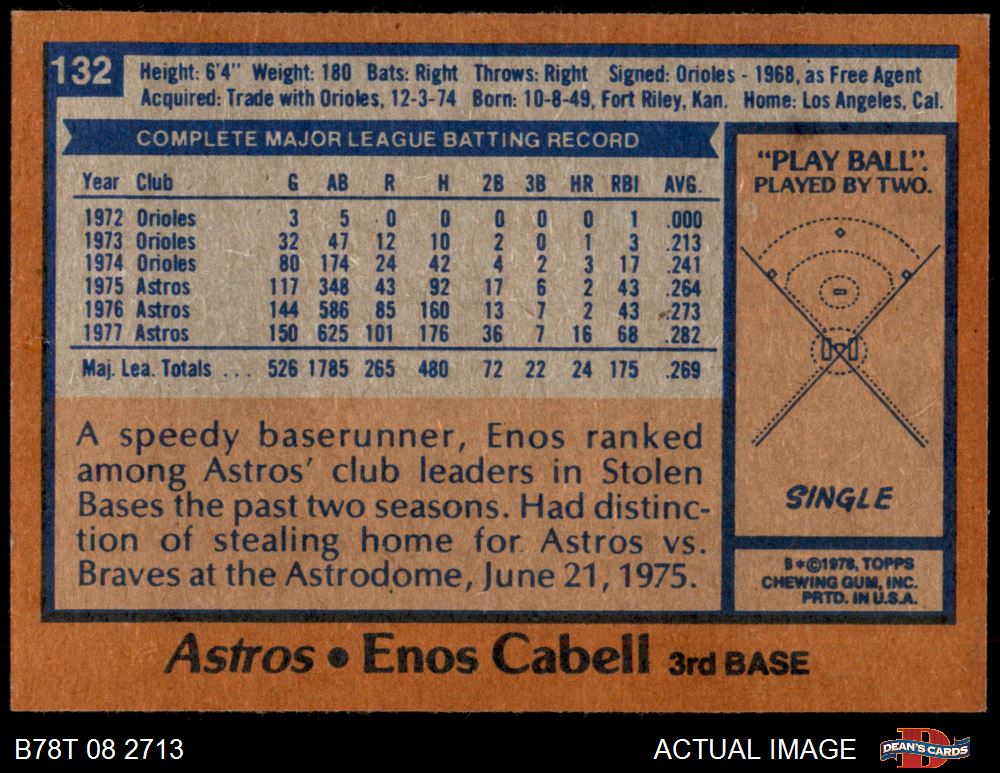 132
Height: 6'4" Weight: 180 Bats: Right Throws: Right Signed: Orioles - 1968, as Free Agent
Acquired: Trade with Orioles, 12-3-74 Born: 10-8-49, Fort Riley, Kan. Home: Los Angeles, Cal.
COMPLETE MAJOR LEAGUE BATTING RECORD
Year Club G AB R H 2B 3B HR RBI AVG.
1972 Orioles 3 5 0 0 0 0 0 1 .000
1973 Orioles 32 47 12 10 2 0 1 3 .213
1974 Orioles 80 174 24 42 4 2 3 17 .241
1975 Astros 117 348 43 92 17 6 2 43 .264
1976 Astros 144 586 85 160 13 7 2 43 .273
1977 Astros 150 625 101 176 36 7 16 68 .282
Maj. Lea. Totals . . . 526 1785 265 480 72 22 24 175 .269
A speedy baserunner, Enos ranked
among Astros' club leaders in Stolen
Bases the past two seasons. Had distinc-
tion of stealing home for Astros vs.
Braves at the Astrodome, June 21, 1975.
"PLAY BALL".
PLAYED BY TWO.
SINGLE
B*©1978, TOPPS
CHEWING GUM, INC.
PRTD. IN U.S.A.
Astros • Enos Cabell 3rd BASE
B78T 08 2713
ACTUAL IMAGE
DEAN'S CARDS